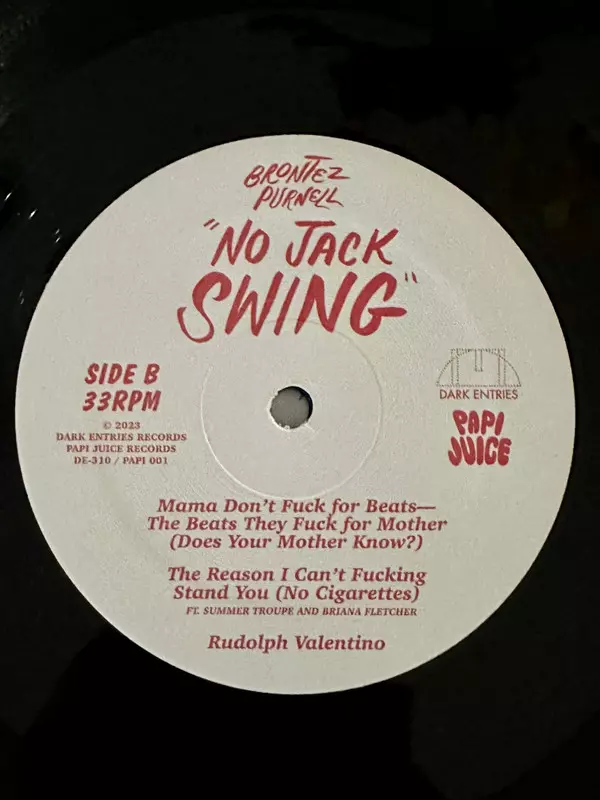 BRONTEZ
PURNELL
"NO JACK
SWING"
SIDE B
33RPM
© 2023
DARK ENTRIES RECORDS
PAPI JUICE RECORDS
DE-310 / PAPI 001
DARK ENTRIES
PAPI
JUICE
Mama Don't Fuck for Beats—
The Beats They Fuck for Mother
(Does Your Mother Know?)
The Reason I Can't Fucking
Stand You (No Cigarettes)
FT. SUMMER TROUPE AND BRIANA FLETCHER
Rudolph Valentino